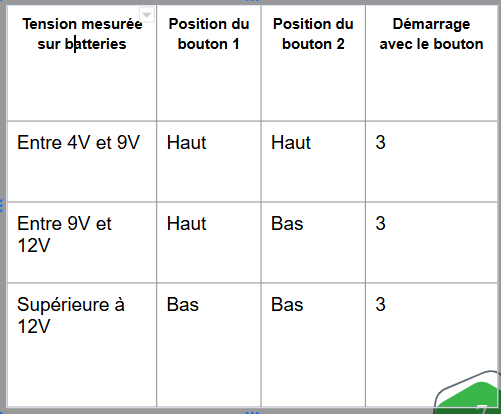 Tension mesurée
sur batteries
Position du
bouton 1
Position du
bouton 2
Démarrage
avec le bouton
Entre 4V et 9V
Haut
Haut
3
Entre 9V et
12V
Haut
Bas
3
Supérieure à
12V
Bas
Bas
3
7